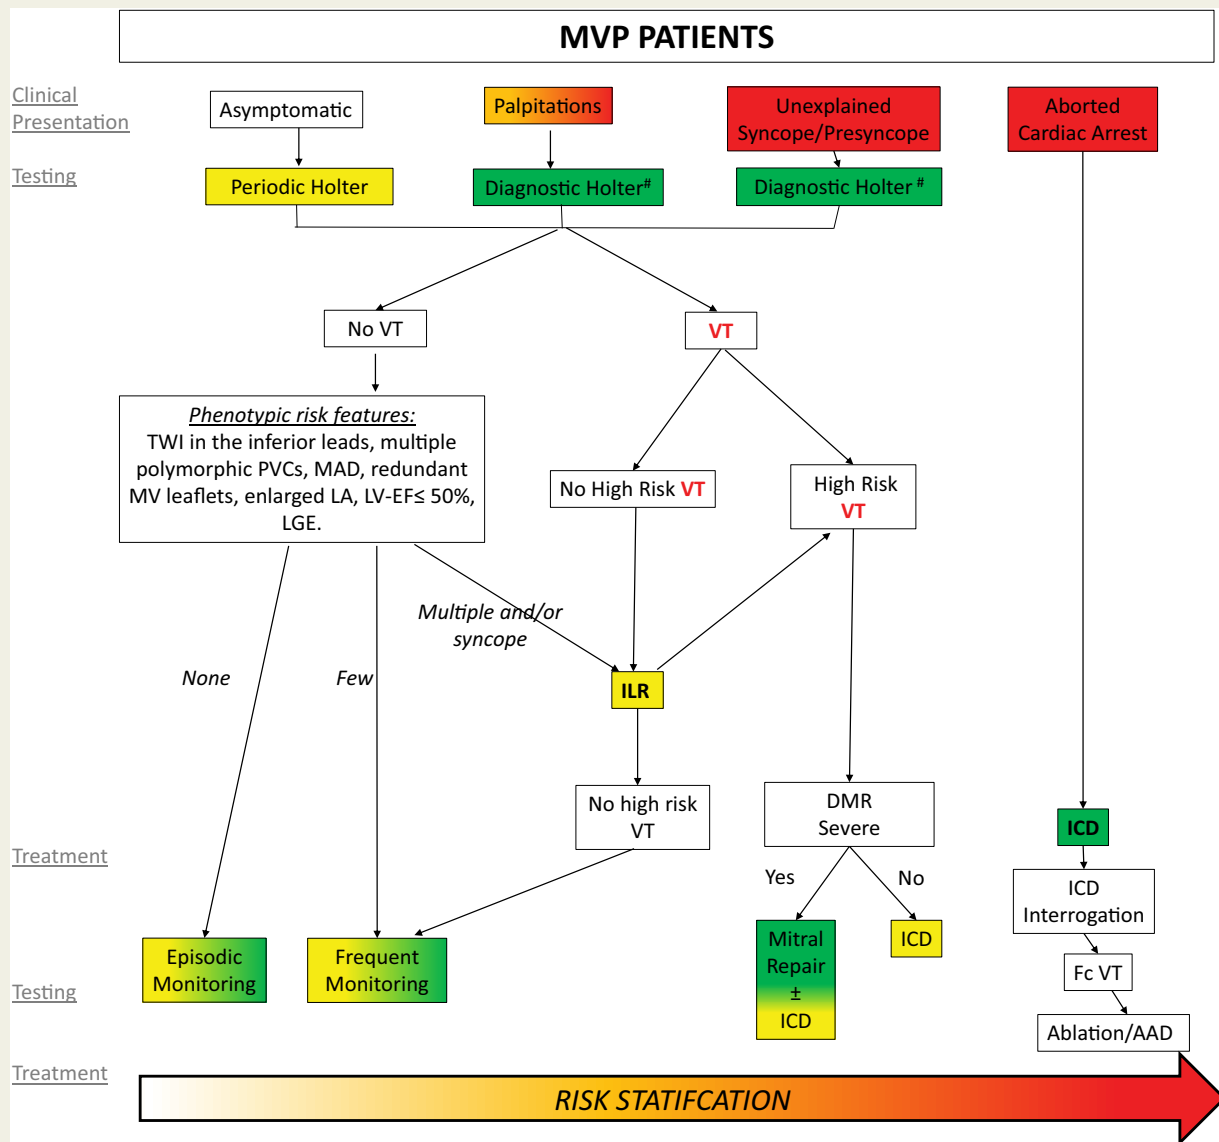 MVP PATIENTS
Clinical
Presentation
Asymptomatic
Palpitations
Unexplained
Syncope/Presyncope
Aborted
Cardiac Arrest
Testing
Periodic Holter
Diagnostic Holter#
Diagnostic Holter #
No VT
VT
Phenotypic risk features:
TWI in the inferior leads, multiple
polymorphic PVCs, MAD, redundant
MV leaflets, enlarged LA, LV-EF≤ 50%,
LGE.
No High Risk VT
High Risk
VT
Multiple and/or
syncope
None
Few
ILR
No high risk
VT
DMR
Severe
ICD
Treatment
Yes
No
ICD
Interrogation
Episodic
Monitoring
Frequent
Monitoring
Mitral
Repair
±
ICD
ICD
Fc VT
Testing
Ablation/AAD
Treatment
RISK STATIFCATION